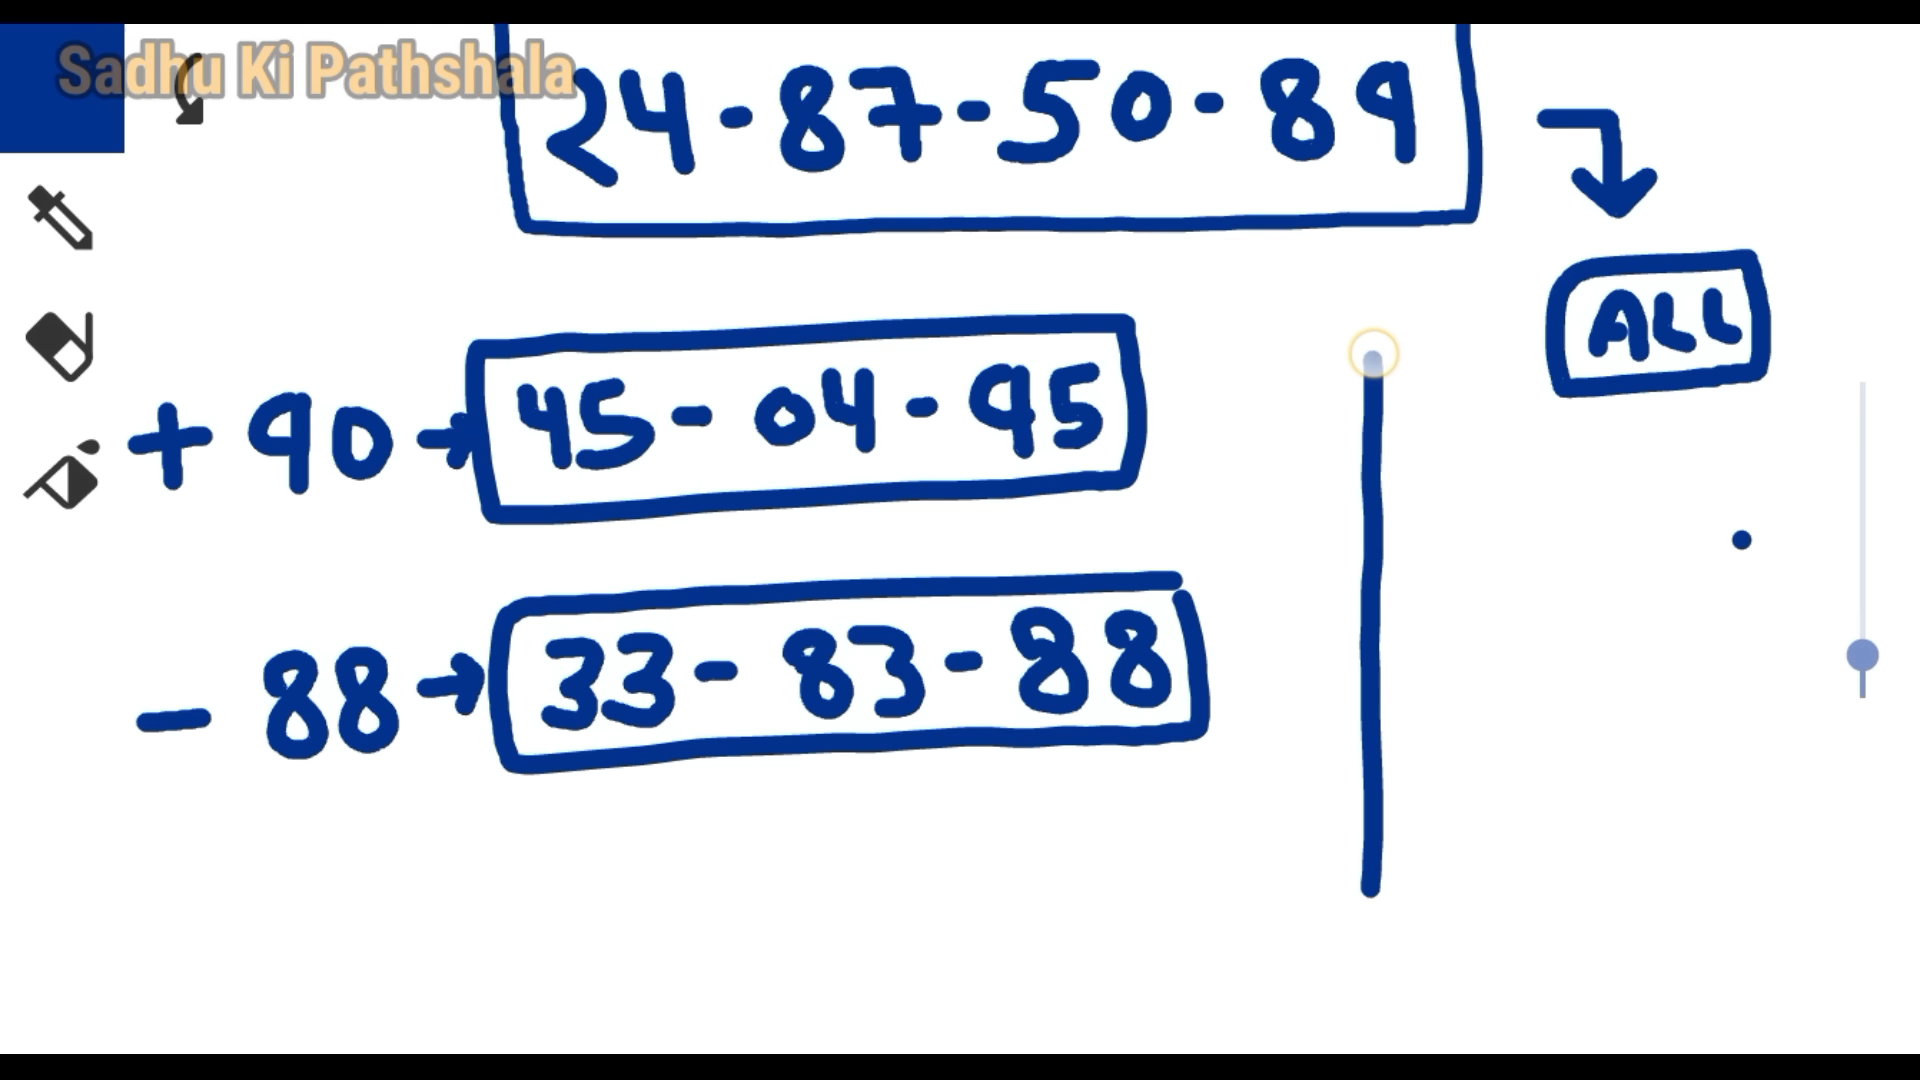 Sadhu Ki Pathshala
24-87-50-89
ALL
+ 90 → 45-04-95
- 88 → 33-83-88